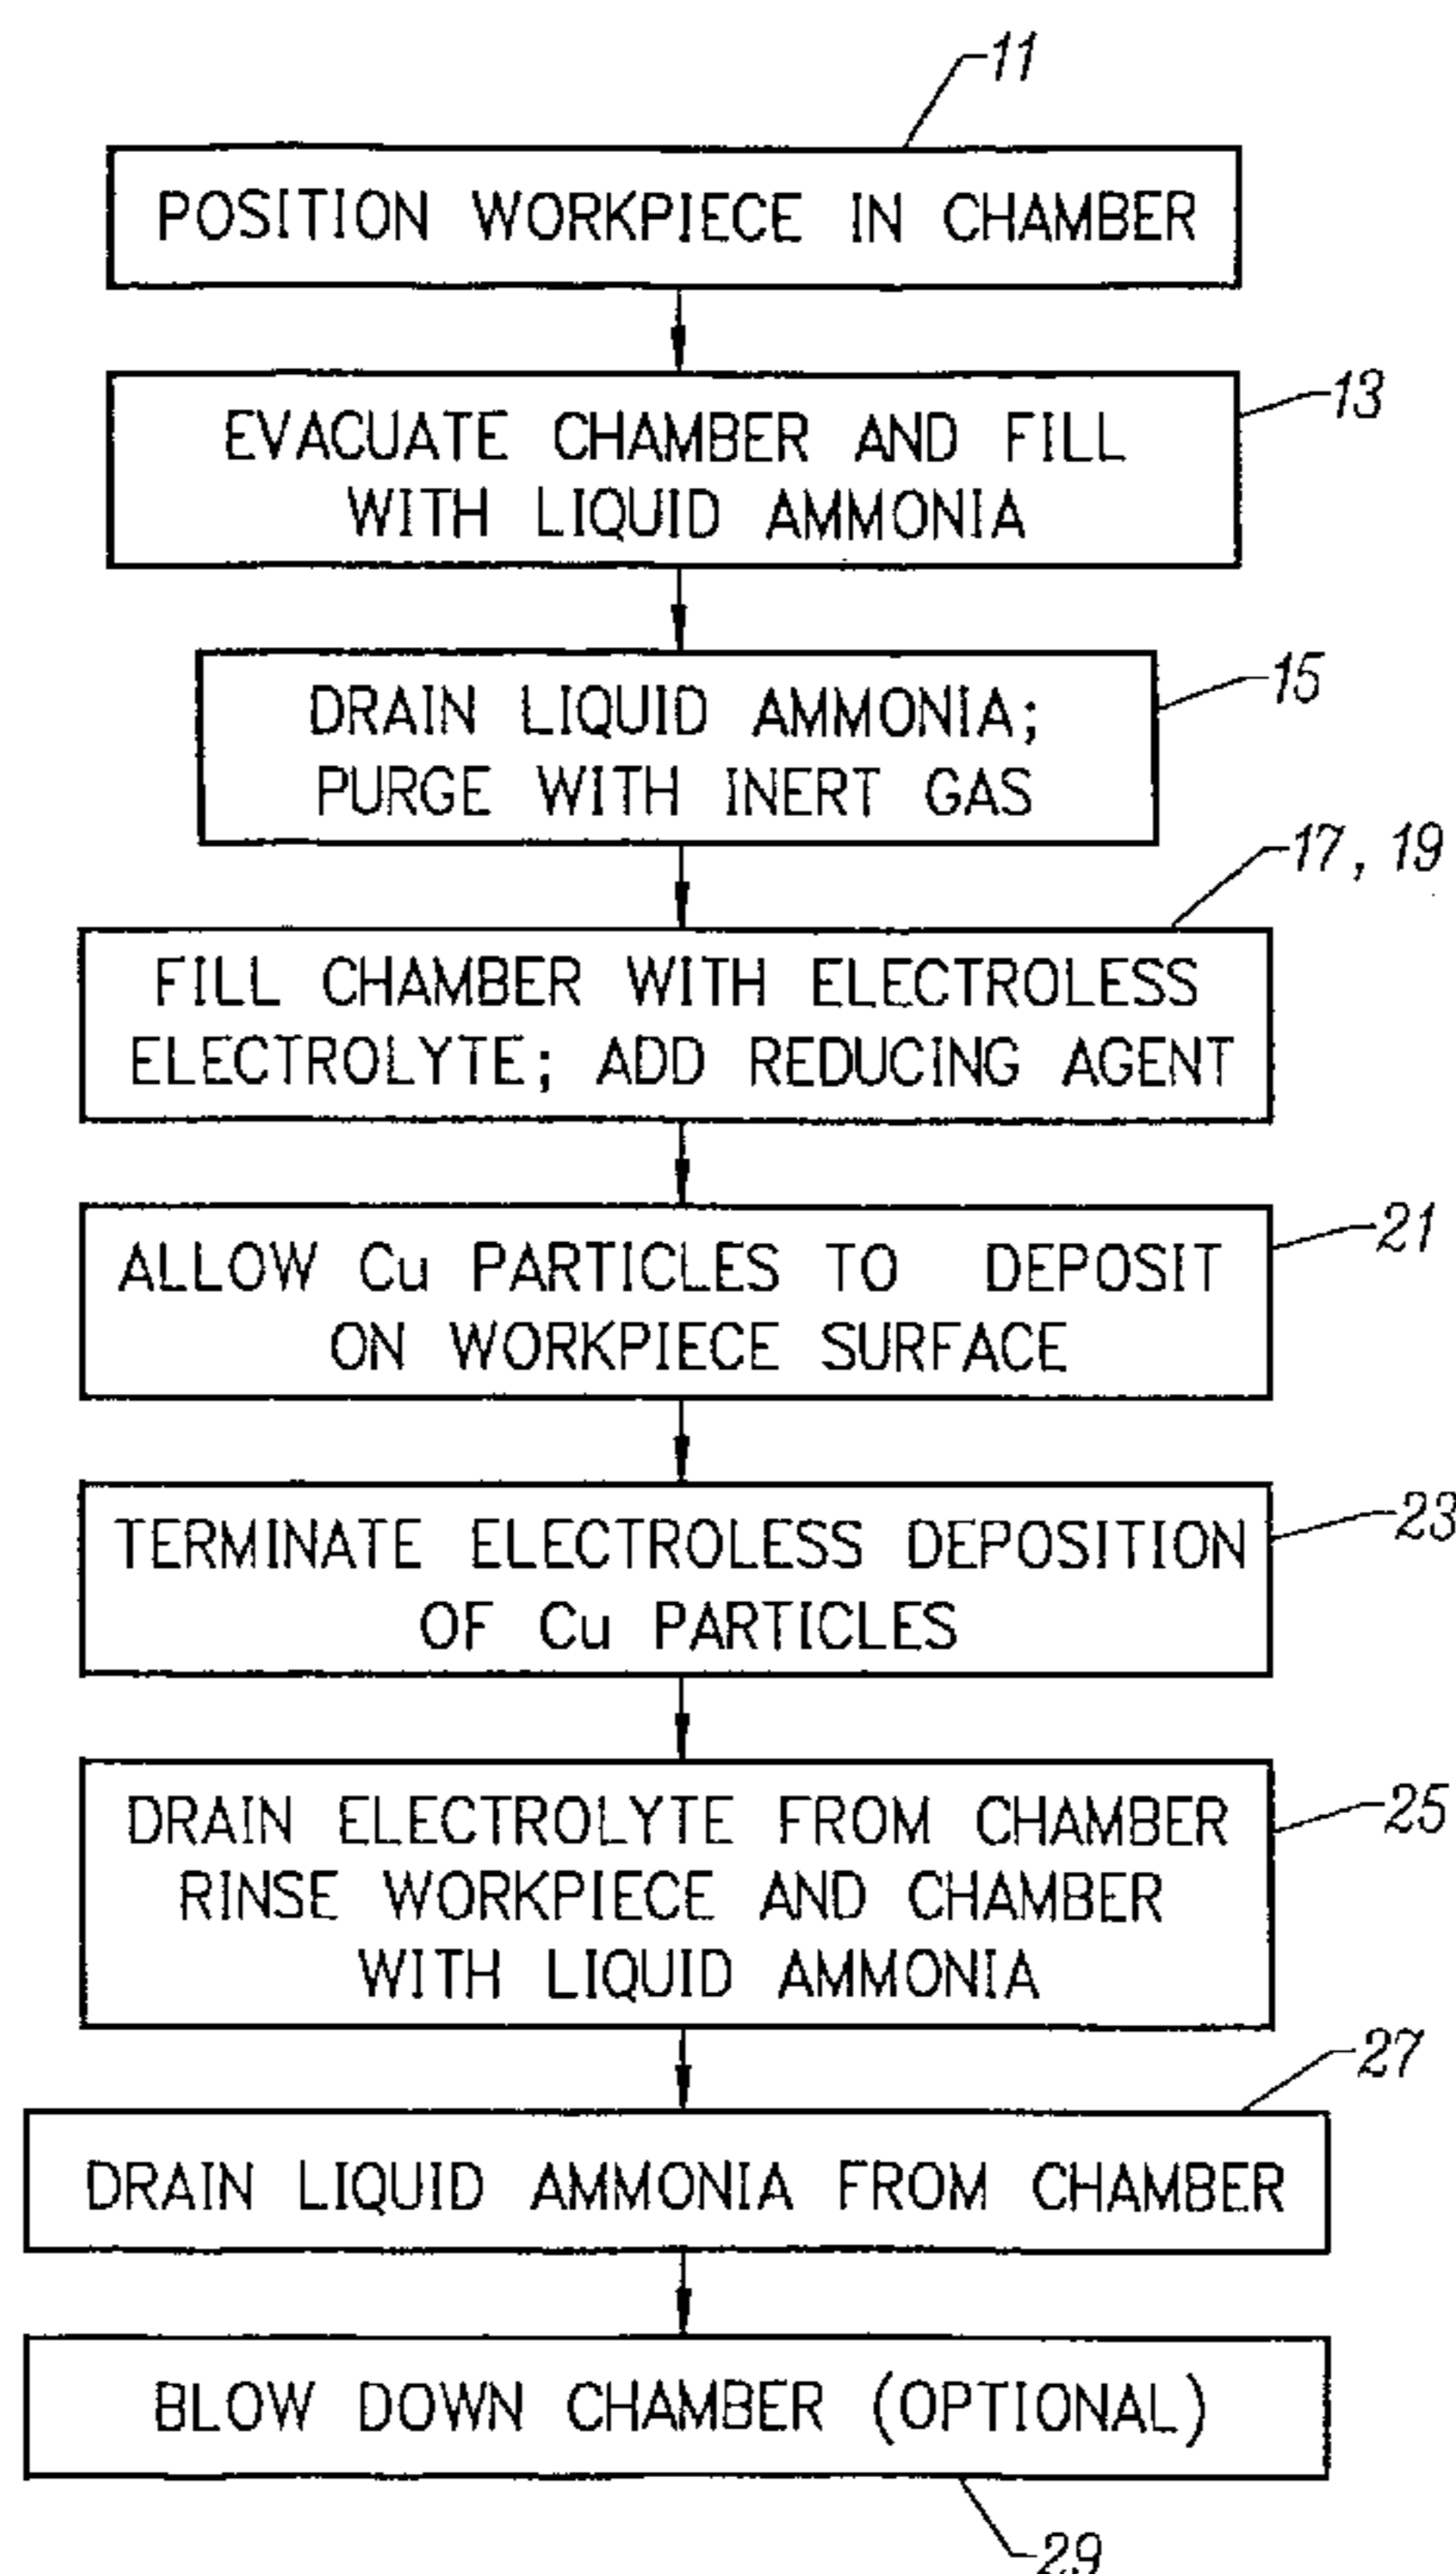 11
POSITION WORKPIECE IN CHAMBER
13
EVACUATE CHAMBER AND FILL
WITH LIQUID AMMONIA
15
DRAIN LIQUID AMMONIA;
PURGE WITH INERT GAS
17, 19
FILL CHAMBER WITH ELECTROLESS
ELECTROLYTE; ADD REDUCING AGENT
21
ALLOW Cu PARTICLES TO DEPOSIT
ON WORKPIECE SURFACE
23
TERMINATE ELECTROLESS DEPOSITION
OF Cu PARTICLES
25
DRAIN ELECTROLYTE FROM CHAMBER
RINSE WORKPIECE AND CHAMBER
WITH LIQUID AMMONIA
27
DRAIN LIQUID AMMONIA FROM CHAMBER
BLOW DOWN CHAMBER (OPTIONAL)
29